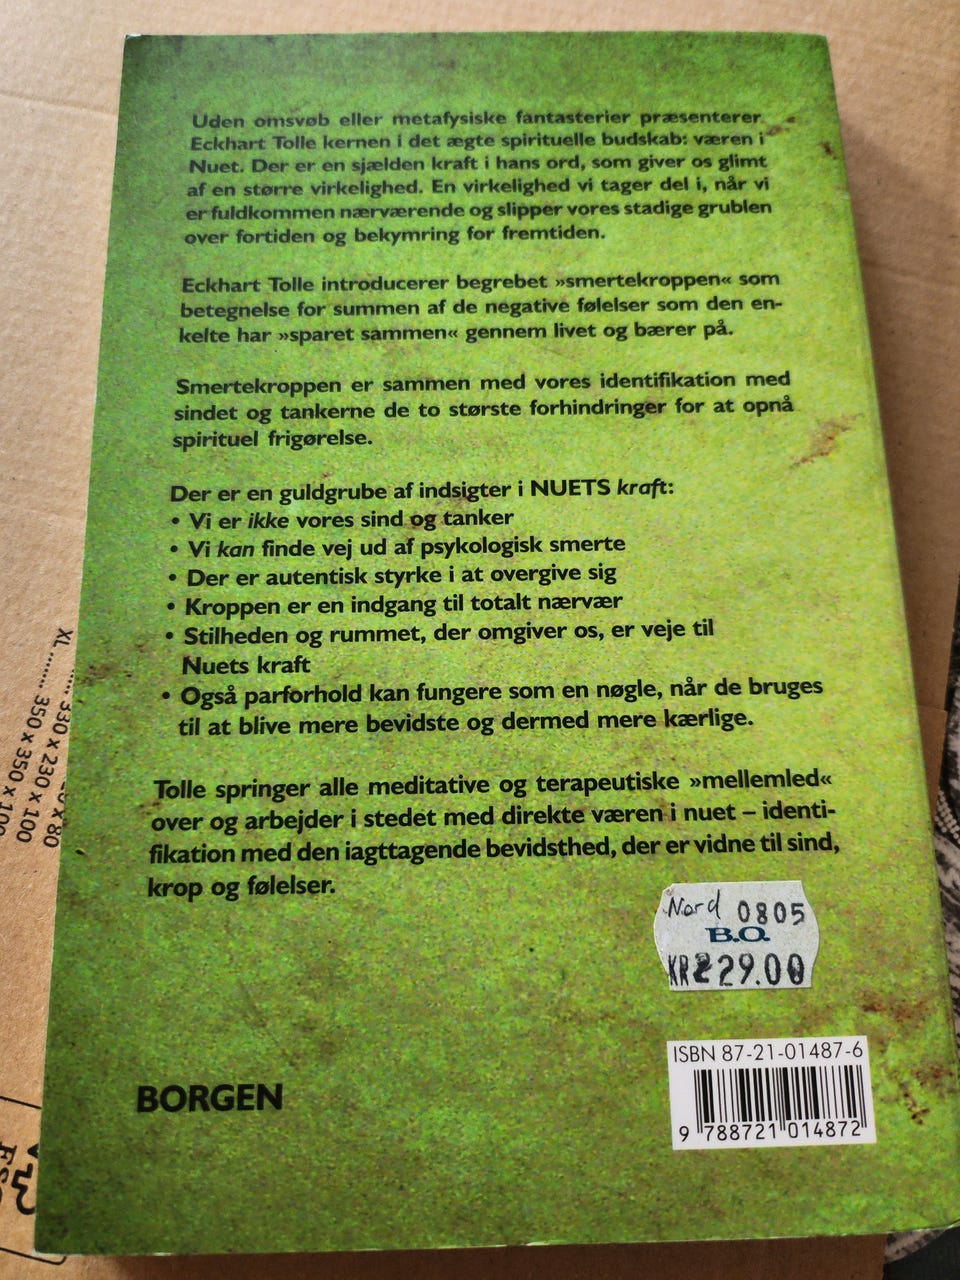 Uden omsvøb eller metafysiske fantasterier præsenterer
Eckhart Tolle kernen i det ægte spirituelle budskab: væren i
Nuet. Der er en sjælden kraft i hans ord, som giver os glimt
af en større virkelighed. En virkelighed vi tager del i, når vi
er fuldkommen nærværende og slipper vores stadige grublen
over fortiden og bekymring for fremtiden.
Eckhart Tolle introducerer begrebet »smertekroppen« som
betegnelse for summen af de negative følelser som den en-
kelte har »sparet sammen« gennem livet og bærer på.
Smertekroppen er sammen med vores identifikation med
sindet og tankerne de to største forhindringer for at opnå
spirituel frigørelse.
Der er en guldgrube af indsigter i NUETS kraft:
• Vi er ikke vores sind og tanker
• Vi kan finde vej ud af psykologisk smerte
• Der er autentisk styrke i at overgive sig
• Kroppen er en indgang til totalt nærvær
• Stilheden og rummet, der omgiver os, er veje til
Nuets kraft
• Også parforhold kan fungere som en nøgle, når de bruges
til at blive mere bevidste og dermed mere kærlige.
Tolle springer alle meditative og terapeutiske »mellemled«
over og arbejder i stedet med direkte væren i nuet – identi-
fikation med den iagttagende bevidsthed, der er vidne til sind,
krop og følelser.
Nord 0805
B.O.
KR 229.00
ISBN 87-21-01487-6
9 788721 014872
BORGEN
XL ........ 350 x 350 x 100
330 x 230 x 100
x 80